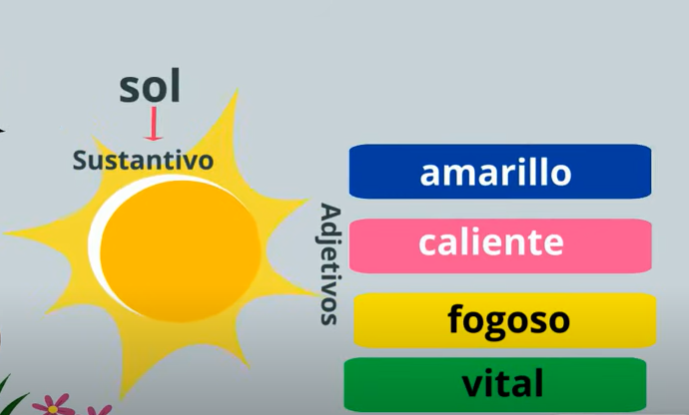 sol
Sustantivo
Adjetivos
amarillo
caliente
fogoso
vital